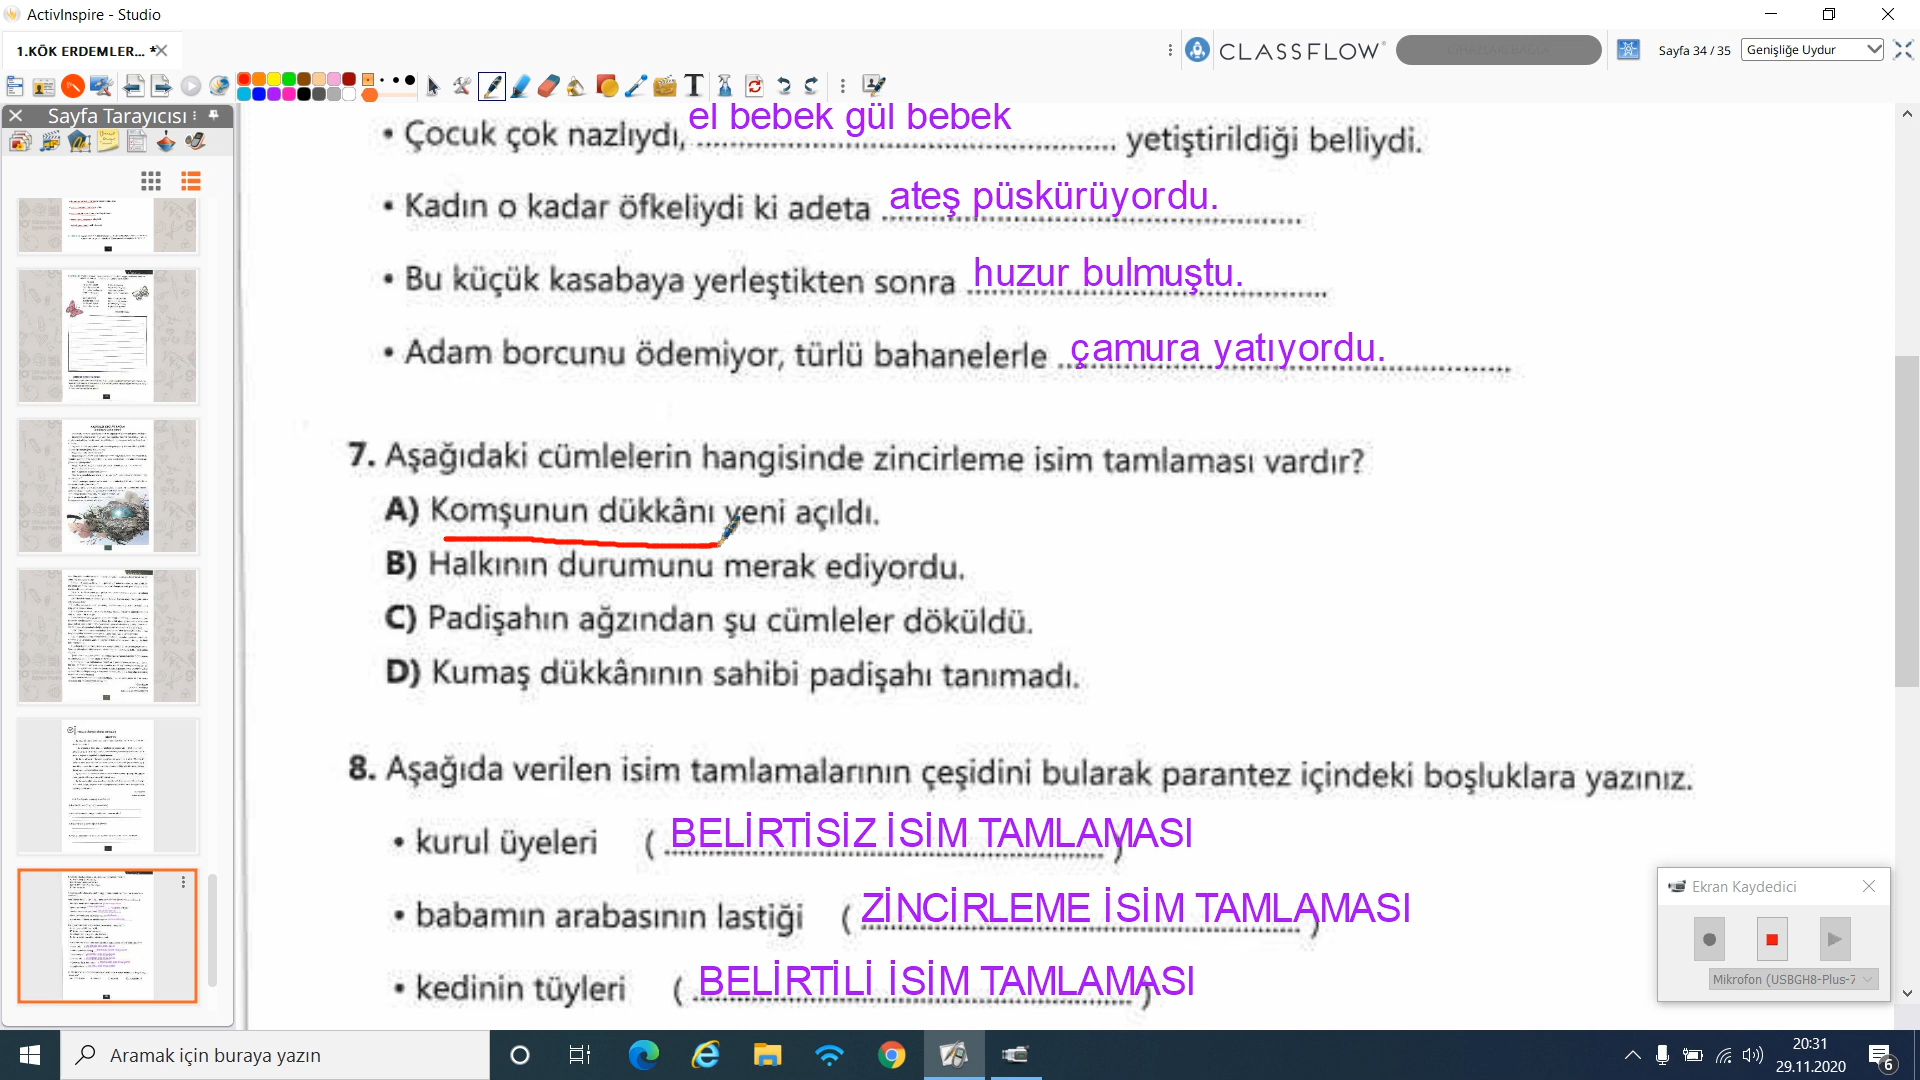 ActivInspire - Studio
1.KÖK ERDEMLER... *
CLASSFLOW
Sayfa 34 / 35
Genişliğe Uydur
Sayfa Tarayıcısı
el bebek gül bebek
• Çocuk çok nazlıydı, ........................................ yetiştirildiği belliydi.
• Kadın o kadar öfkeliydi ki adeta ateş püskürüyordu.
• Bu küçük kasabaya yerleştikten sonra huzur bulmuştu.
• Adam borcunu ödemiyor, türlü bahanelerle çamura yatıyordu.
7. Aşağıdaki cümlelerin hangisinde zincirleme isim tamlaması vardır?
A) Komşunun dükkânı yeni açıldı.
B) Halkının durumunu merak ediyordu.
C) Padişahın ağzından şu cümleler döküldü.
D) Kumaş dükkânının sahibi padişahı tanımadı.
8. Aşağıda verilen isim tamlamalarının çeşidini bularak parantez içindeki boşluklara yazınız.
• kurul üyeleri ( BELİRTİSİZ İSİM TAMLAMASI )
• babamın arabasının lastiği ( ZİNCİRLEME İSİM TAMLAMASI )
• kedinin tüyleri ( BELİRTİLİ İSİM TAMLAMASI )
Ekran Kaydedici
Mikrofon (USBGH8-Plus-7
Aramak için buraya yazın
20:31
29.11.2020
6